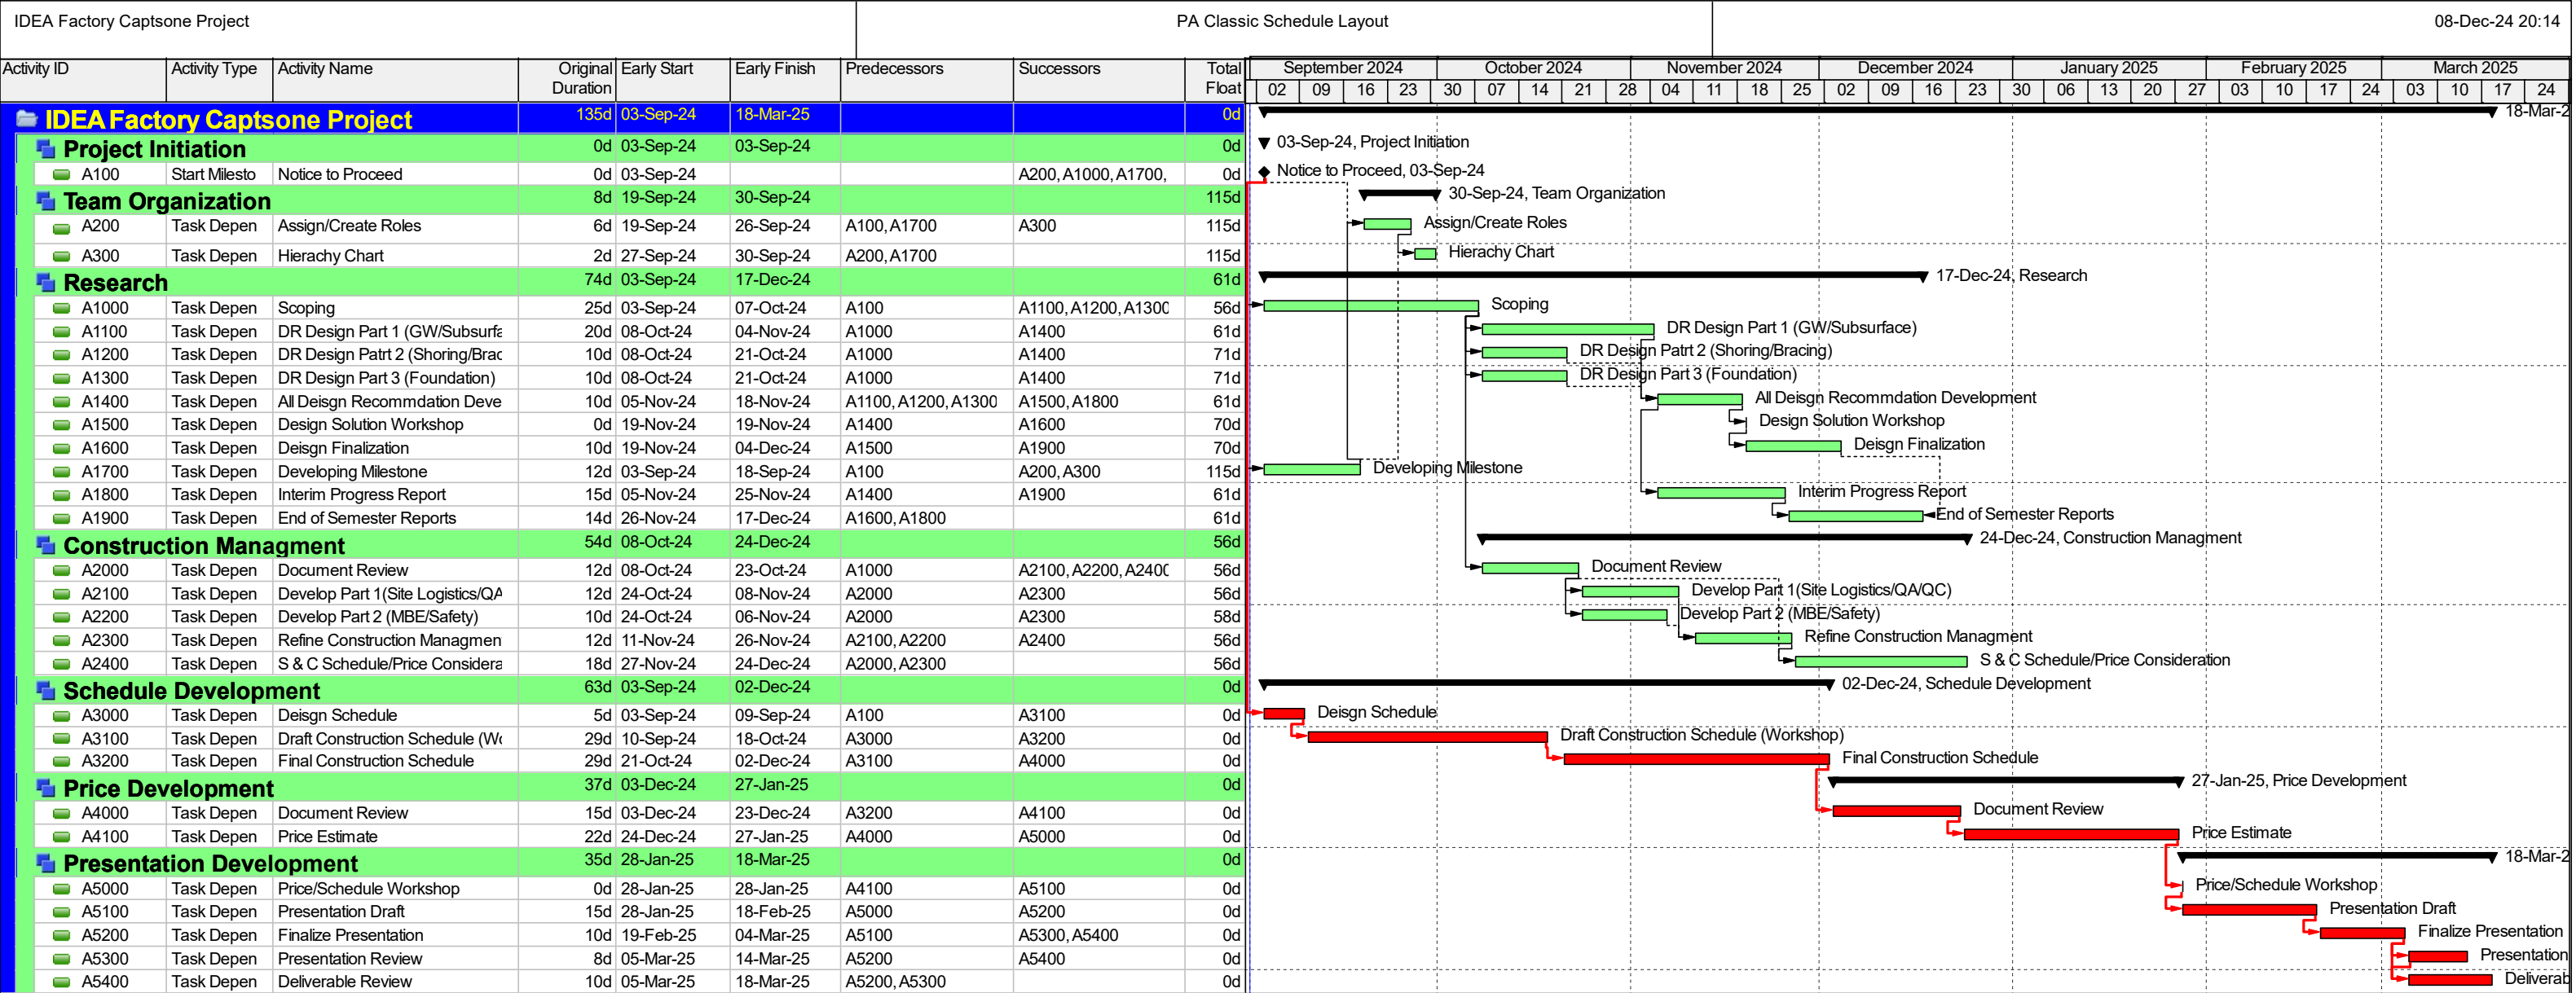 IDEA Factory Captsone Project PA Classic Schedule Layout 08-Dec-24 20:14
Activity ID Activity Type Activity Name Original Duration Early Start Early Finish Predecessors Successors Total Float
September 2024 October 2024 November 2024 December 2024 January 2025 February 2025 March 2025
02 09 16 23 30 07 14 21 28 04 11 18 25 02 09 16 23 30 06 13 20 27 03 10 17 24 03 10 17 24
IDEA Factory Captsone Project 135d 03-Sep-24 18-Mar-25 0d 18-Mar-2
Project Initiation 0d 03-Sep-24 03-Sep-24 0d 03-Sep-24, Project Initiation
A100 Start Milesto Notice to Proceed 0d 03-Sep-24 A200, A1000, A1700, 0d Notice to Proceed, 03-Sep-24
Team Organization 8d 19-Sep-24 30-Sep-24 115d 30-Sep-24, Team Organization
A200 Task Depen Assign/Create Roles 6d 19-Sep-24 26-Sep-24 A100, A1700 A300 115d Assign/Create Roles
A300 Task Depen Hierachy Chart 2d 27-Sep-24 30-Sep-24 A200, A1700 115d Hierachy Chart
Research 74d 03-Sep-24 17-Dec-24 61d 17-Dec-24, Research
A1000 Task Depen Scoping 25d 03-Sep-24 07-Oct-24 A100 A1100, A1200, A1300 56d Scoping
A1100 Task Depen DR Design Part 1 (GW/Subsurfa 20d 08-Oct-24 04-Nov-24 A1000 A1400 61d DR Design Part 1 (GW/Subsurface)
A1200 Task Depen DR Design Patrt 2 (Shoring/Brac 10d 08-Oct-24 21-Oct-24 A1000 A1400 71d DR Design Patrt 2 (Shoring/Bracing)
A1300 Task Depen DR Design Part 3 (Foundation) 10d 08-Oct-24 21-Oct-24 A1000 A1400 71d DR Design Part 3 (Foundation)
A1400 Task Depen All Deisgn Recommdation Deve 10d 05-Nov-24 18-Nov-24 A1100, A1200, A1300 A1500, A1800 61d All Deisgn Recommdation Development
A1500 Task Depen Design Solution Workshop 0d 19-Nov-24 19-Nov-24 A1400 A1600 70d Design Solution Workshop
A1600 Task Depen Deisgn Finalization 10d 19-Nov-24 04-Dec-24 A1500 A1900 70d Deisgn Finalization
A1700 Task Depen Developing Milestone 12d 03-Sep-24 18-Sep-24 A100 A200, A300 115d Developing Milestone
A1800 Task Depen Interim Progress Report 15d 05-Nov-24 25-Nov-24 A1400 A1900 61d Interim Progress Report
A1900 Task Depen End of Semester Reports 14d 26-Nov-24 17-Dec-24 A1600, A1800 61d End of Semester Reports
Construction Managment 54d 08-Oct-24 24-Dec-24 56d 24-Dec-24, Construction Managment
A2000 Task Depen Document Review 12d 08-Oct-24 23-Oct-24 A1000 A2100, A2200, A2400 56d Document Review
A2100 Task Depen Develop Part 1(Site Logistics/QA 12d 24-Oct-24 08-Nov-24 A2000 A2300 56d Develop Part 1(Site Logistics/QA/QC)
A2200 Task Depen Develop Part 2 (MBE/Safety) 10d 24-Oct-24 06-Nov-24 A2000 A2300 58d Develop Part 2 (MBE/Safety)
A2300 Task Depen Refine Construction Managmen 12d 11-Nov-24 26-Nov-24 A2100, A2200 A2400 56d Refine Construction Managment
A2400 Task Depen S & C Schedule/Price Considera 18d 27-Nov-24 24-Dec-24 A2000, A2300 56d S & C Schedule/Price Consideration
Schedule Development 63d 03-Sep-24 02-Dec-24 0d 02-Dec-24, Schedule Development
A3000 Task Depen Deisgn Schedule 5d 03-Sep-24 09-Sep-24 A100 A3100 0d Deisgn Schedule
A3100 Task Depen Draft Construction Schedule (Wo 29d 10-Sep-24 18-Oct-24 A3000 A3200 0d Draft Construction Schedule (Workshop)
A3200 Task Depen Final Construction Schedule 29d 21-Oct-24 02-Dec-24 A3100 A4000 0d Final Construction Schedule
Price Development 37d 03-Dec-24 27-Jan-25 0d 27-Jan-25, Price Development
A4000 Task Depen Document Review 15d 03-Dec-24 23-Dec-24 A3200 A4100 0d Document Review
A4100 Task Depen Price Estimate 22d 24-Dec-24 27-Jan-25 A4000 A5000 0d Price Estimate
Presentation Development 35d 28-Jan-25 18-Mar-25 0d 18-Mar-2
A5000 Task Depen Price/Schedule Workshop 0d 28-Jan-25 28-Jan-25 A4100 A5100 0d Price/Schedule Workshop
A5100 Task Depen Presentation Draft 15d 28-Jan-25 18-Feb-25 A5000 A5200 0d Presentation Draft
A5200 Task Depen Finalize Presentation 10d 19-Feb-25 04-Mar-25 A5100 A5300, A5400 0d Finalize Presentation
A5300 Task Depen Presentation Review 8d 05-Mar-25 14-Mar-25 A5200 A5400 0d Presentation
A5400 Task Depen Deliverable Review 10d 05-Mar-25 18-Mar-25 A5200, A5300 0d Deliverab